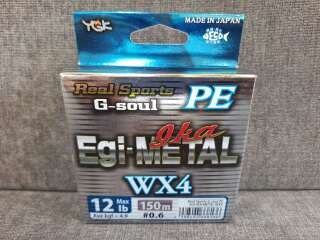 YGK
MADE IN JAPAN
Real Sports
G-soul PE
Ika
Egi-METAL
WX4
12 Max lb 150m
#0.6